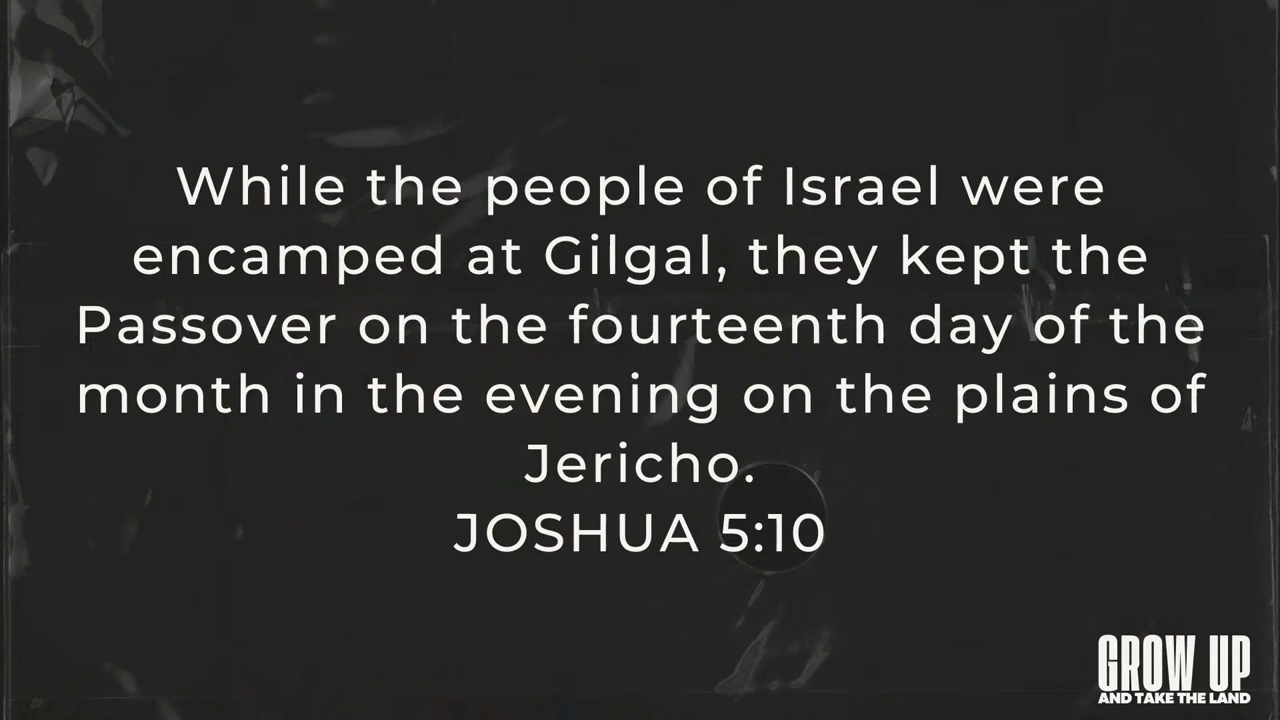 While the people of Israel were
encamped at Gilgal, they kept the
Passover on the fourteenth day of the
month in the evening on the plains of
Jericho.
JOSHUA 5:10
GROW UP
AND TAKE THE LAND